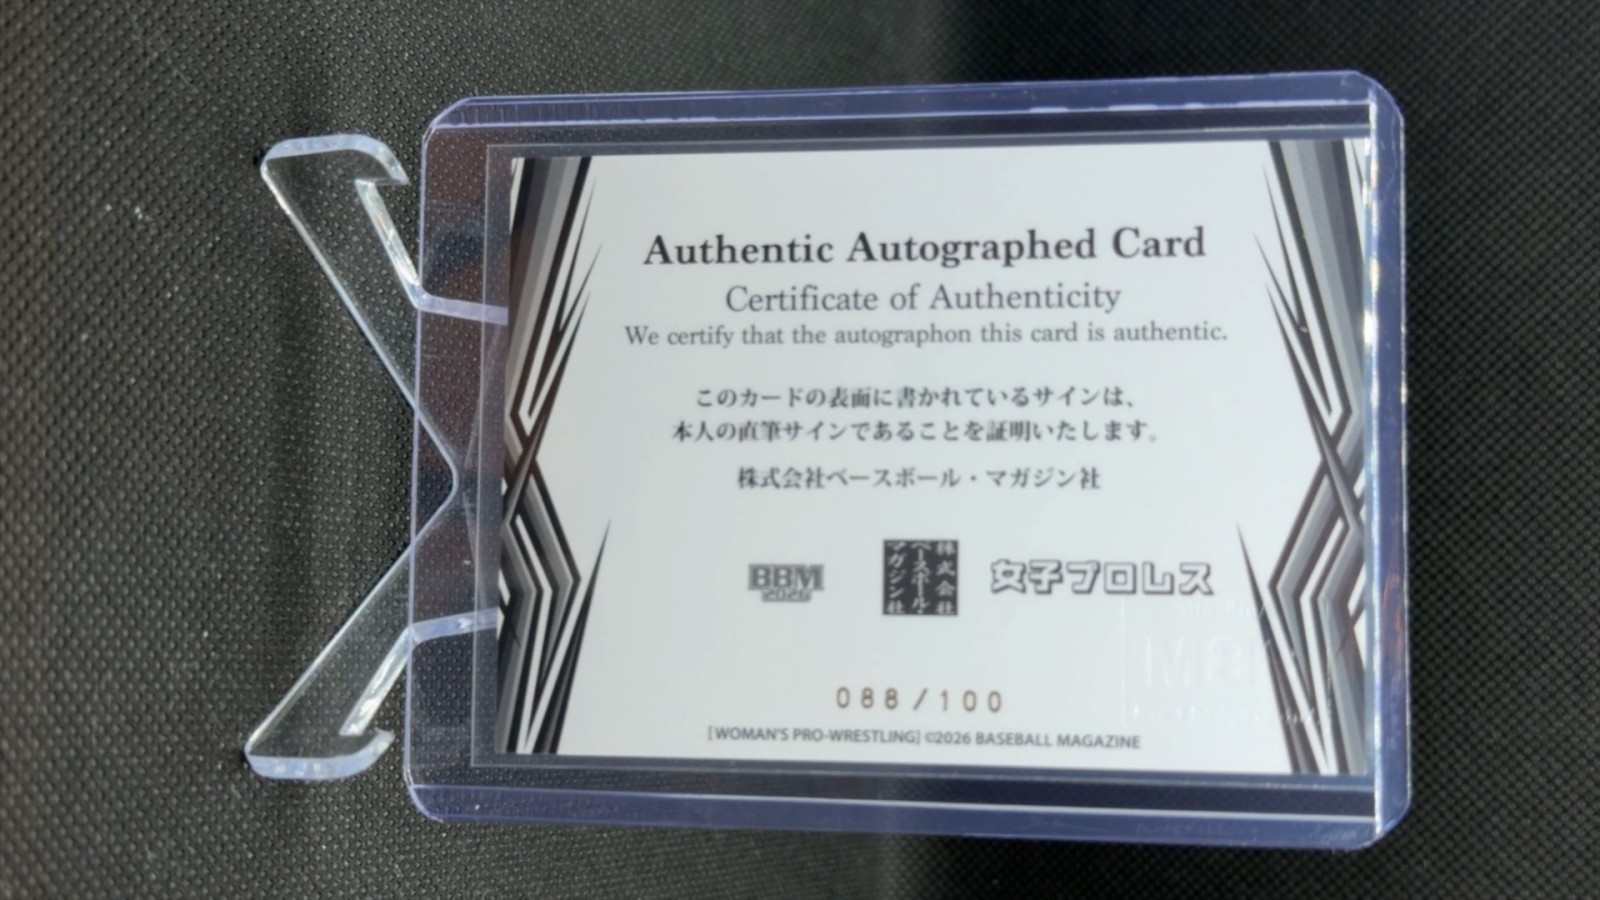 Authentic Autographed Card
Certificate of Authenticity
We certify that the autographon this card is authentic.
このカードの表面に書かれているサインは、
本人の直筆サインであることを証明いたします。
株式会社ベースボール・マガジン社
BBM
2026
株式会社
ベースボール
マガジン社
女子プロレス
088/100
[WOMAN'S PRO-WRESTLING] ©2026 BASEBALL MAGAZINE